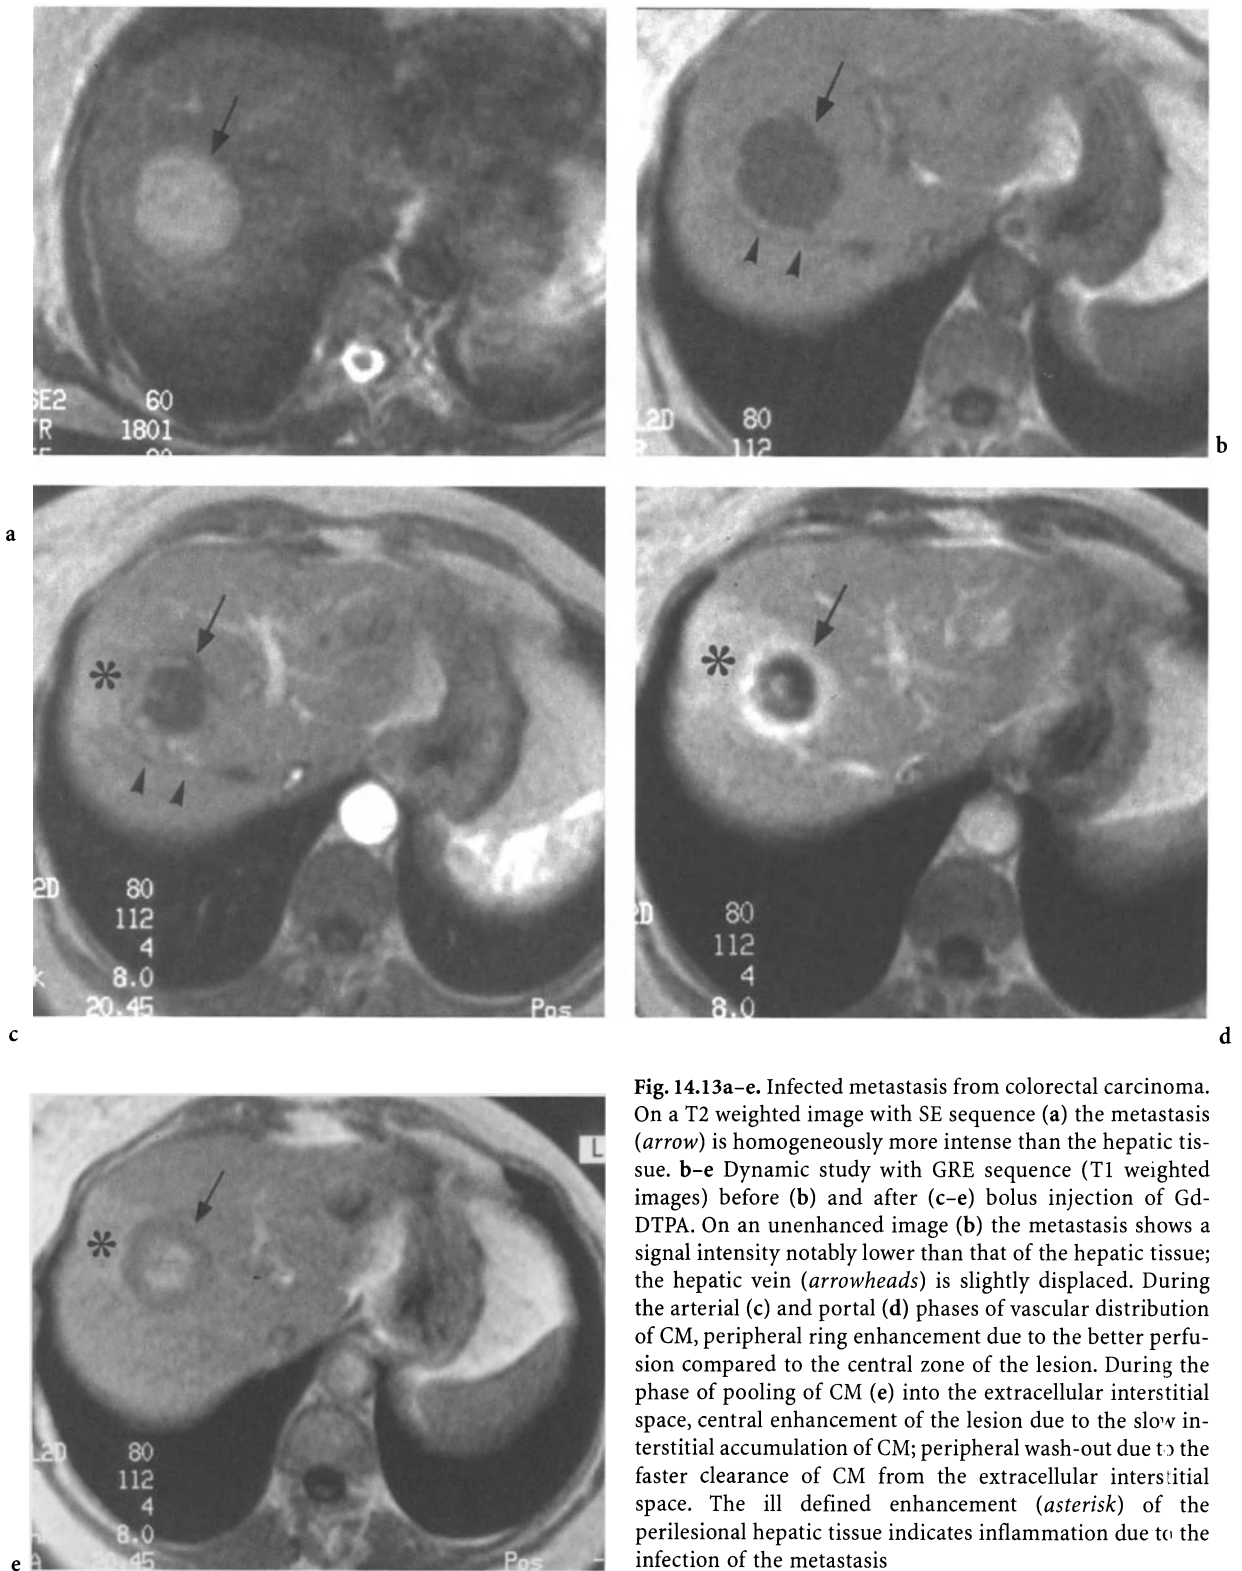 SE2 60
TR 1801
a
L2D 80
112
b
2D 80
112
4
k 8.0
20.45
Pos
c
2D 80
112
4
8.0
d
L
L2D 80
112
4
8.0
A 20.45
Pos
e
Fig. 14.13a–e. Infected metastasis from colorectal carcinoma.
On a T2 weighted image with SE sequence (a) the metastasis
(arrow) is homogeneously more intense than the hepatic tis-
sue. b–e Dynamic study with GRE sequence (T1 weighted
images) before (b) and after (c–e) bolus injection of Gd-
DTPA. On an unenhanced image (b) the metastasis shows a
signal intensity notably lower than that of the hepatic tissue;
the hepatic vein (arrowheads) is slightly displaced. During
the arterial (c) and portal (d) phases of vascular distribution
of CM, peripheral ring enhancement due to the better perfu-
sion compared to the central zone of the lesion. During the
phase of pooling of CM (e) into the extracellular interstitial
space, central enhancement of the lesion due to the slow in-
terstitial accumulation of CM; peripheral wash-out due to the
faster clearance of CM from the extracellular interstitial
space. The ill defined enhancement (asterisk) of the
perilesional hepatic tissue indicates inflammation due to the
infection of the metastasis